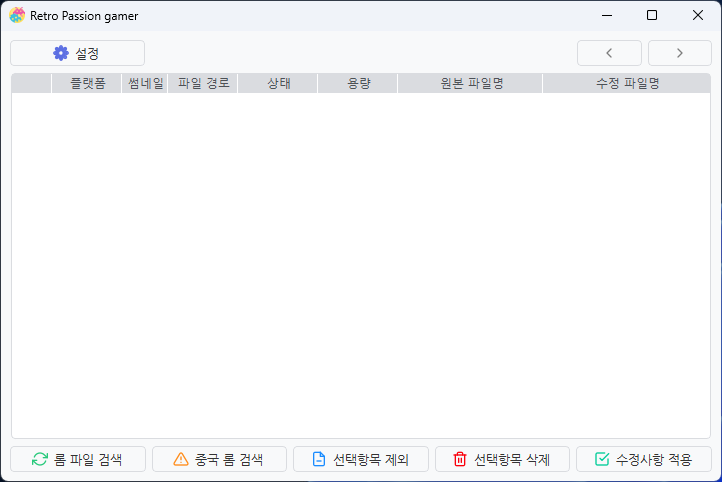 Retro Passion gamer
설정
플랫폼 썸네일 파일 경로 상태 용량 원본 파일명 수정 파일명
롬 파일 검색 중국 롬 검색 선택항목 제외 선택항목 삭제 수정사항 적용